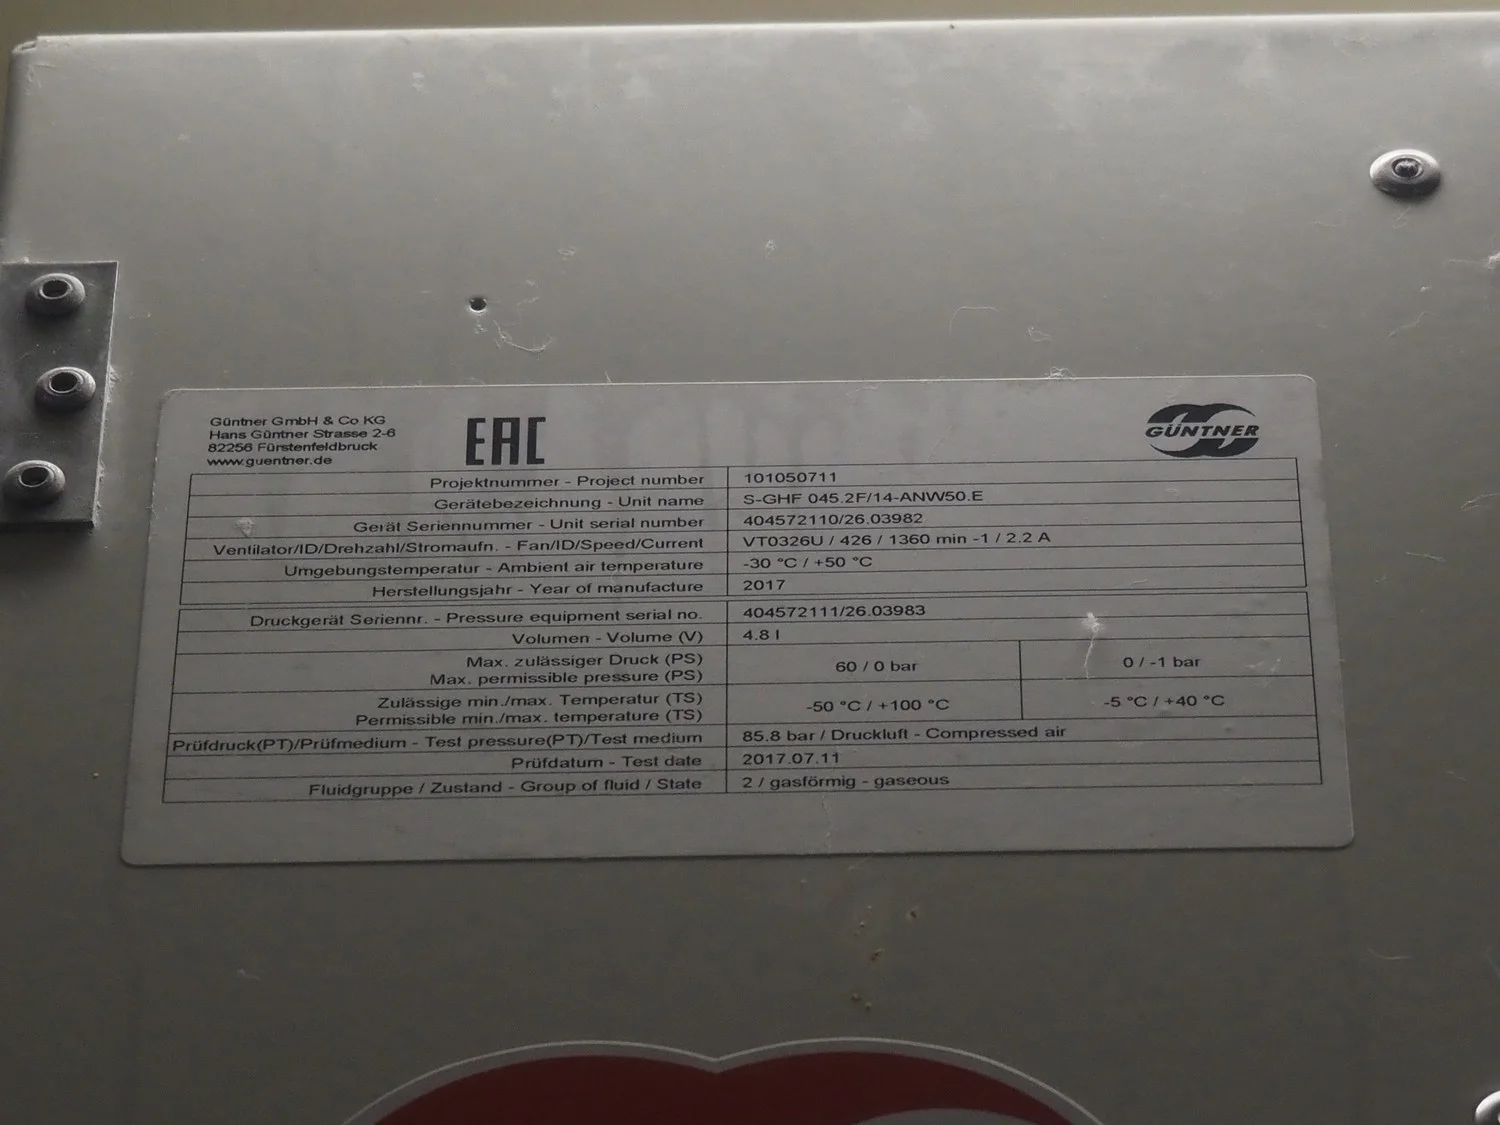 Güntner GmbH & Co KG
Hans Güntner Strasse 2-6
82256 Fürstenfeldbruck
www.guentner.de
EAC
GÜNTNER
Projektnummer - Project number 101050711
Gerätebezeichnung - Unit name S-GHF 045.2F/14-ANW50.E
Gerät Seriennummer - Unit serial number 404572110/26.03982
Ventilator/ID/Drehzahl/Stromaufn. - Fan/ID/Speed/Current VT0326U / 426 / 1360 min -1 / 2.2 A
Umgebungstemperatur - Ambient air temperature -30 °C / +50 °C
Herstellungsjahr - Year of manufacture 2017
Druckgerät Seriennr. - Pressure equipment serial no. 404572111/26.03983
Volumen - Volume (V) 4.8 l
Max. zulässiger Druck (PS)
Max. permissible pressure (PS) 60 / 0 bar 0 / -1 bar
Zulässige min./max. Temperatur (TS)
Permissible min./max. temperature (TS) -50 °C / +100 °C -5 °C / +40 °C
Prüfdruck(PT)/Prüfmedium - Test pressure(PT)/Test medium 85.8 bar / Druckluft - Compressed air
Prüfdatum - Test date 2017.07.11
Fluidgruppe / Zustand - Group of fluid / State 2 / gasförmig - gaseous